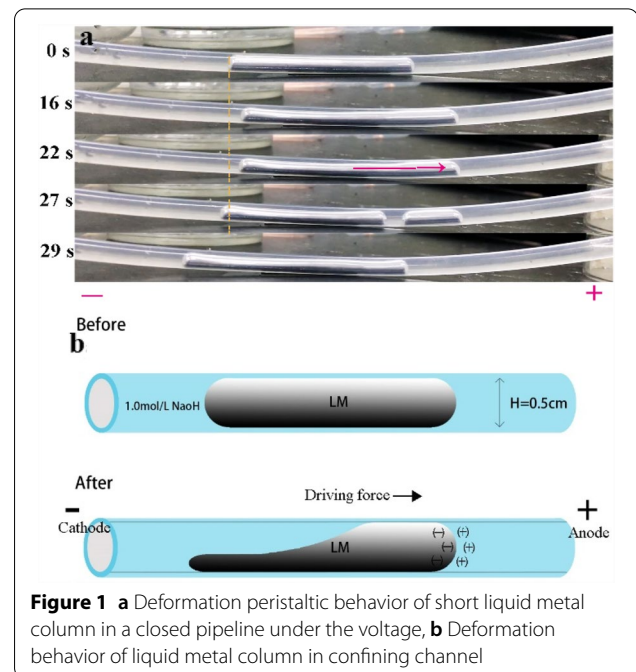 a
0 s
16 s
22 s
27 s
29 s
— +
Before
b
1.0mol/L NaoH
LM
H=0.5cm
After
Driving force →
- +
Cathode
Anode
LM
(−) (+)
(−) (+)
(−) (+)
Figure 1 a Deformation peristaltic behavior of short liquid metal
column in a closed pipeline under the voltage, b Deformation
behavior of liquid metal column in confining channel